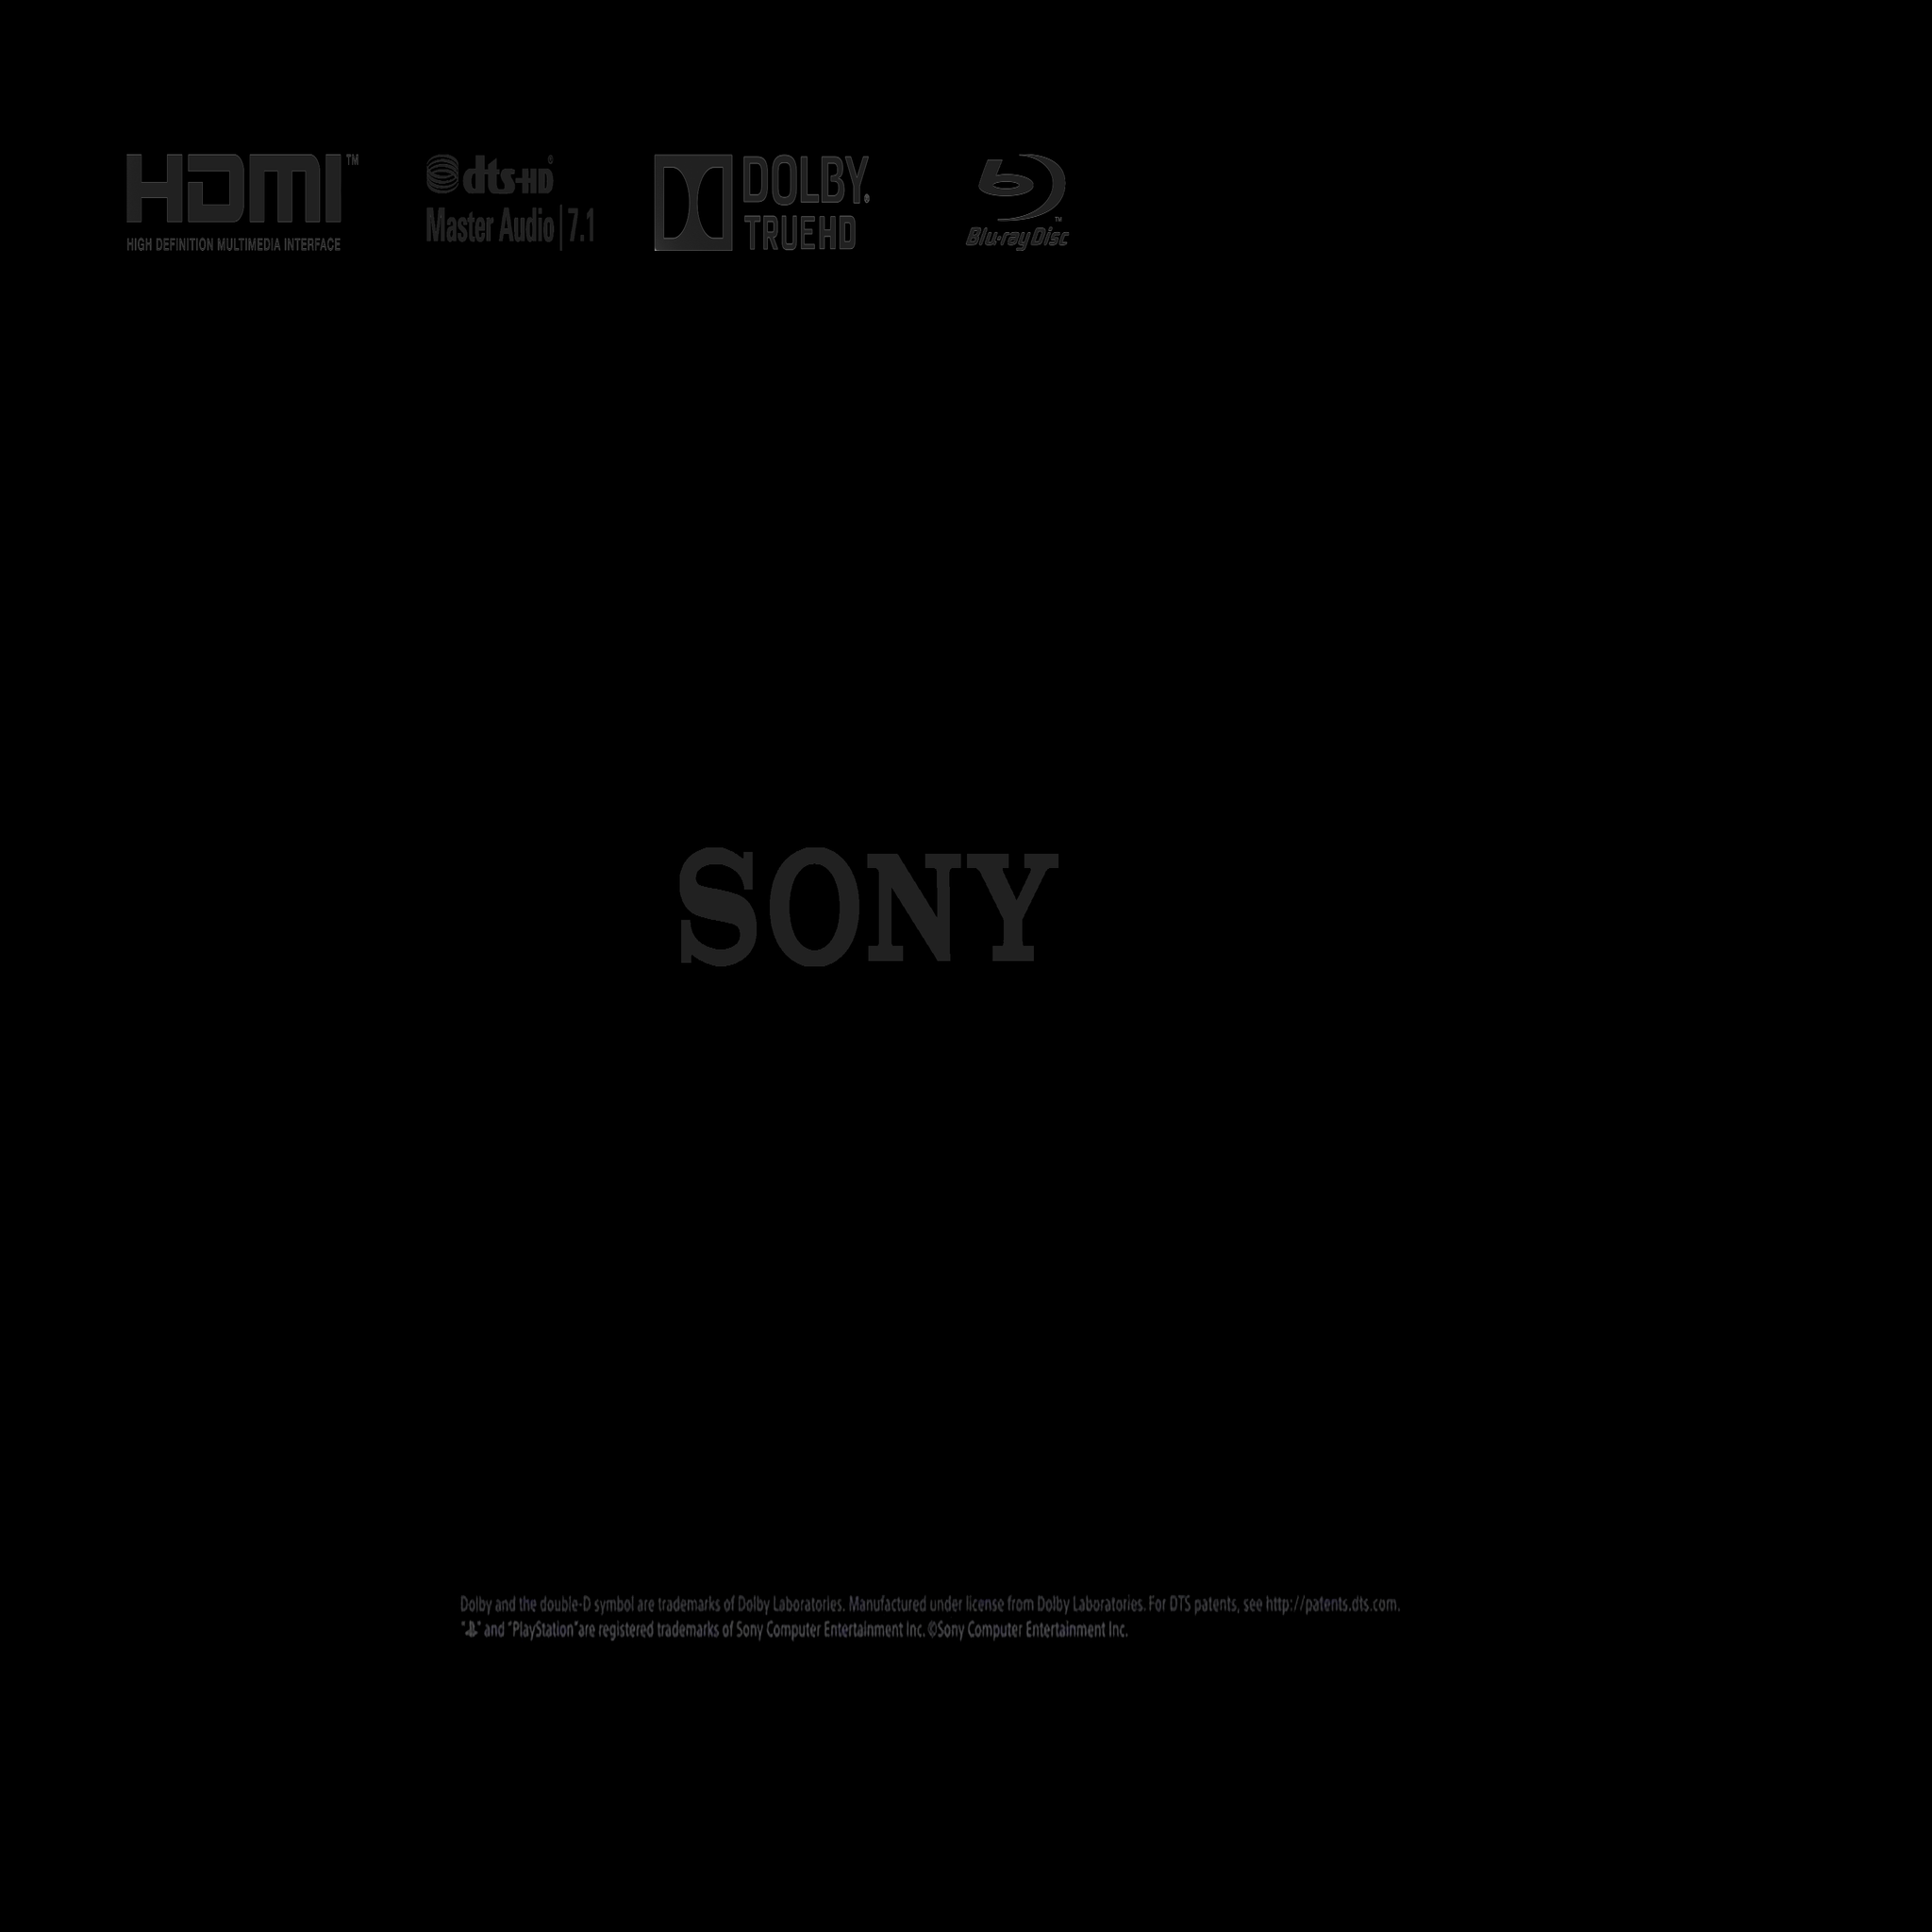 HDMI™
HIGH DEFINITION MULTIMEDIA INTERFACE
dts-HD®
Master Audio | 7.1
DOLBY®
TRUEHD
Blu-ray Disc™
SONY
Dolby and the double-D symbol are trademarks of Dolby Laboratories. Manufactured under license from Dolby Laboratories. For DTS patents, see http://patents.dts.com.
" " and "PlayStation"are registered trademarks of Sony Computer Entertainment Inc. ©Sony Computer Entertainment Inc.